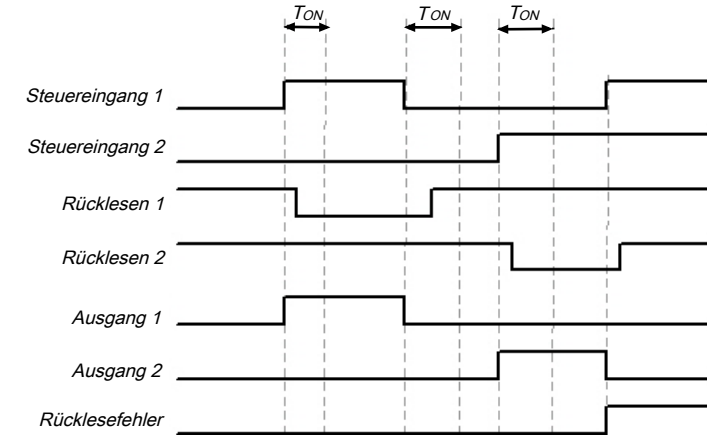 TON TON TON
Steuereingang 1
Steuereingang 2
Rücklesen 1
Rücklesen 2
Ausgang 1
Ausgang 2
Rücklesefehler